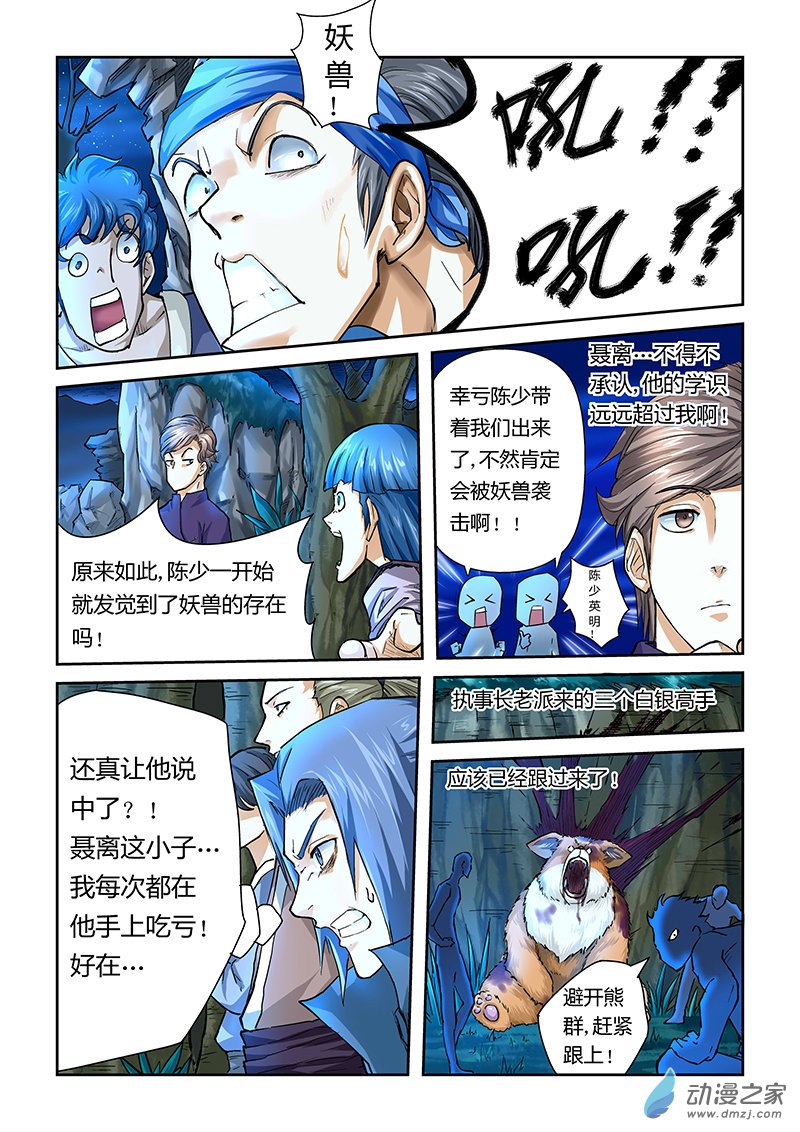 妖兽!
吼!!
吼!!
原来如此,陈少一开始
就发觉到了妖兽的存在
吗!
聂离…不得不
承认,他的学识
远远超过我啊!
幸亏陈少带
着我们出来
了,不然肯定
会被妖兽袭
击啊!!
陈少英明!
还真让他说
中了?!
聂离这小子…
我每次都在
他手上吃亏!
好在…
执事长老派来的三个白银高手
应该已经跟过来了!
避开熊
群,赶紧
跟上!
动漫之家
www.dmzj.com